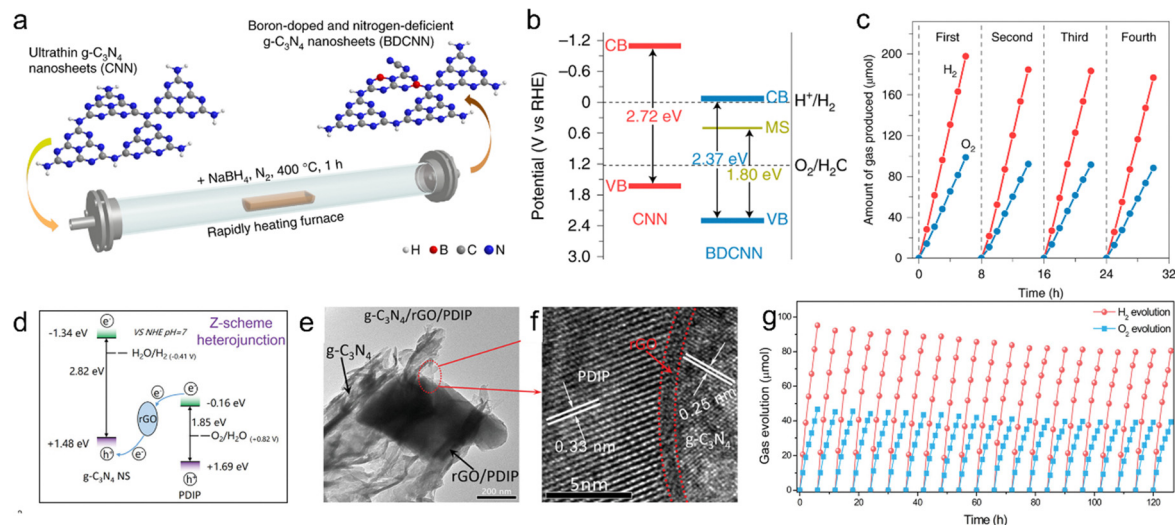 a
Ultrathin g-C3N4
nanosheets (CNN)
Boron-doped and nitrogen-deficient
g-C3N4 nanosheets (BDCNN)
+ NaBH4, N2, 400 °C, 1 h
Rapidly heating furnace
H B C N
b
Potential (V vs RHE)
−1.2
−0.6
0
0.6
1.2
1.6
2.4
3.0
CB
2.72 eV
VB
CNN
CB
MS
2.37 eV
1.80 eV
VB
BDCNN
H+/H2
O2/H2C
c
Amount of gas produced (μmol)
200
160
120
80
40
0
First Second Third Fourth
H2
O2
0 8 16 24 32
Time (h)
d
VS NHE pH=7
Z-scheme
heterojunction
e-
-1.34 eV
H2O/H2 (-0.41 V)
2.82 eV
e-
e-
-0.16 eV
rGO
1.85 eV
O2/H2O (+0.82 V)
+1.48 eV
h+
e-
+1.69 eV
g-C3N4 NS
h+
PDIP
e
g-C3N4/rGO/PDIP
g-C3N4
rGO/PDIP
200 nm
f
rGO
PDIP
0.25 nm
g-C3N4
0.33 nm
5nm
g
H2 evolution
O2 evolution
Gas evolution (μmol)
100
80
60
40
20
0
0 20 40 60 80 100 120
Time (h)